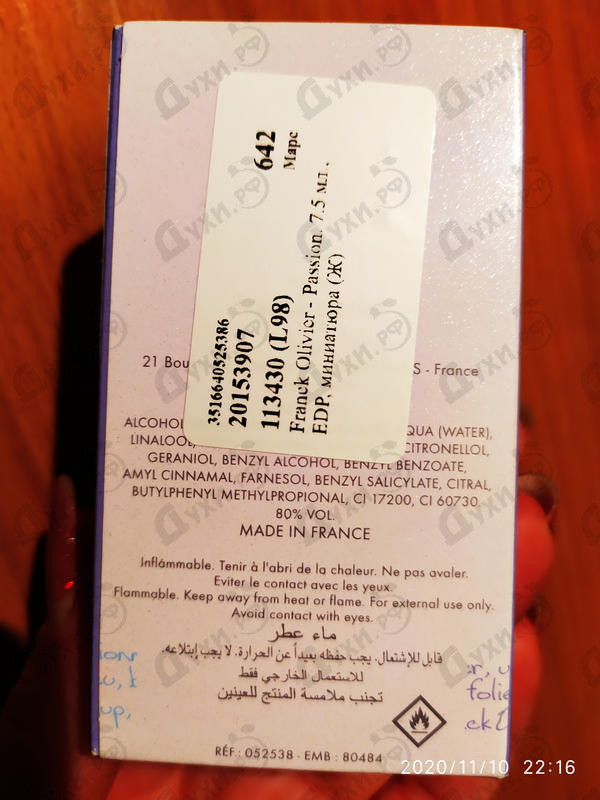 642
Марс
3516640525386
20153907
113430 (L98)
Franck Olivier - Passion. 7.5 мл.,
EDP, миниатюра (Ж)
21 Bou
S - France
ALCOHOL
QUA (WATER),
LINALOOL,
CITRONELLOL,
GERANIOL, BENZYL ALCOHOL, BENZYL BENZOATE,
AMYL CINNAMAL, FARNESOL, BENZYL SALICYLATE, CITRAL,
BUTYLPHENYL METHYLPROPIONAL, CI 17200, CI 60730.
80% VOL.
MADE IN FRANCE
Inflammable. Tenir à l'abri de la chaleur. Ne pas avaler.
Eviter le contact avec les yeux.
Flammable. Keep away from heat or flame. For external use only.
Avoid contact with eyes.
ماء عطر
قابل للإشتعال. يجب حفظه بعيداً عن الحرارة. لا يجب إبتلاعه.
للاستعمال الخارجي فقط
تجنب ملامسة المنتج للعينين
up,
folie
RÉF.: 052538 - EMB : 80484
2020/11/10 22:16
Духи.рф